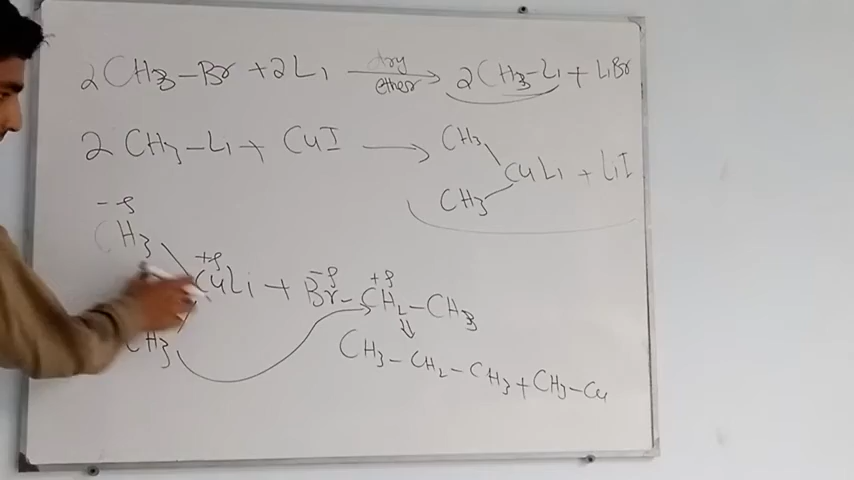 2CH3-Br + 2Li dry ether → 2CH3-Li + LiBr
2CH3-Li + CuI → CH3 CH3 CuLi + LiI
-δ +δ -δ +δ
CH3 CuLi + Br-CH2-CH3
CH3 ⇓
CH3-CH2-CH3 + CH3-Cu